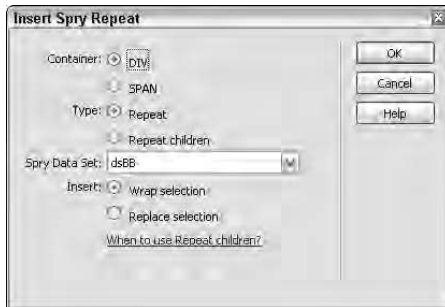 Insert Spry Repeat
Container: DIV
SPAN
Type: Repeat
Repeat children
Spry Data Set: dsBB
Insert: Wrap selection
Replace selection
When to use Repeat children?
OK
Cancel
Help